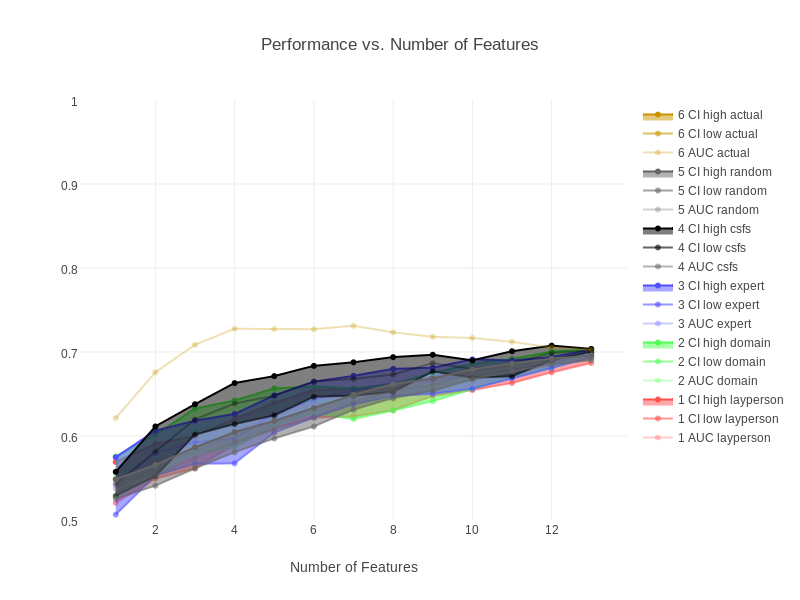 Performance vs. Number of Features
1
0.9
0.8
0.7
0.6
0.5
2
4
6
8
10
12
Number of Features
6 CI high actual
6 CI low actual
6 AUC actual
5 CI high random
5 CI low random
5 AUC random
4 CI high csfs
4 CI low csfs
4 AUC csfs
3 CI high expert
3 CI low expert
3 AUC expert
2 CI high domain
2 CI low domain
2 AUC domain
1 CI high layperson
1 CI low layperson
1 AUC layperson